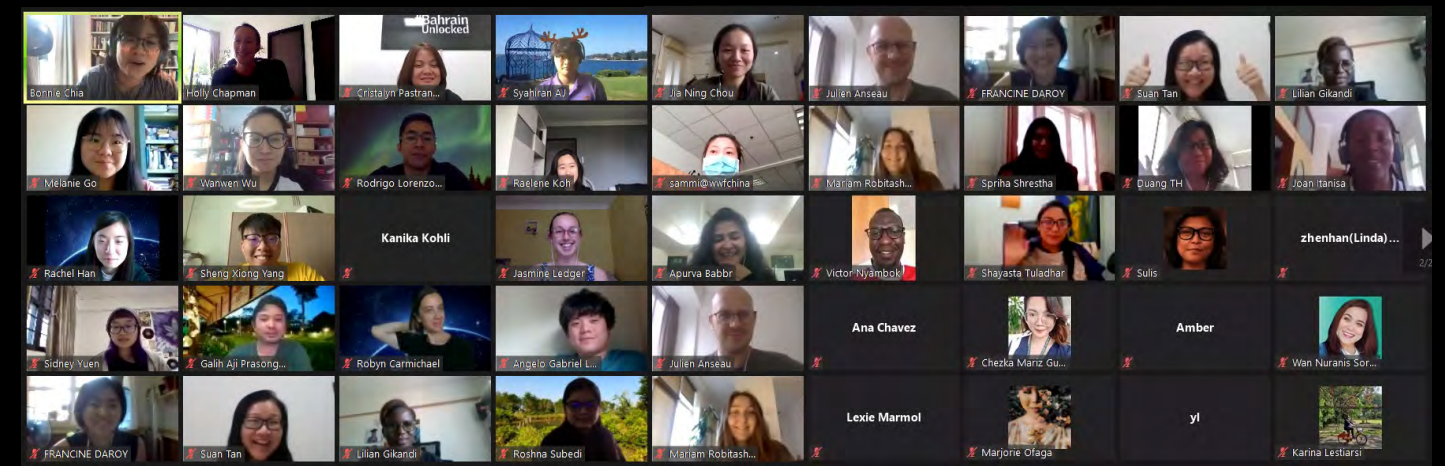 Bonnie Chia
Holly Chapman
#Bahrain
Unlocked
Cristalyn Pastran...
Syahiran AJ
Jia Ning Chou
Julien Anseau
FRANCINE DAROY
Suan Tan
Lilian Gikandi
Melanie Go
Wanwen Wu
Rodrigo Lorenzo...
Raelene Koh
sammi@wwfchina
Mariam Robitash...
Spriha Shrestha
Duang TH
Joan Itanisa
Rachel Han
Sheng Xiong Yang
Kanika Kohli
Jasmine Ledger
Apurva Babbr
Victor Nyambok
Shayasta Tuladhar
Sulis
zhenhan(Linda)...
2/2
Sidney Yuen
Galih Aji Prasong...
Robyn Carmichael
Angelo Gabriel L...
Julien Anseau
Ana Chavez
Chezka Mariz Gu...
Amber
Wan Nuranis Sor...
FRANCINE DAROY
Suan Tan
Lilian Gikandi
Roshna Subedi
Mariam Robitash...
Lexie Marmol
Marjorie Ofaga
yl
Karina Lestiarsi